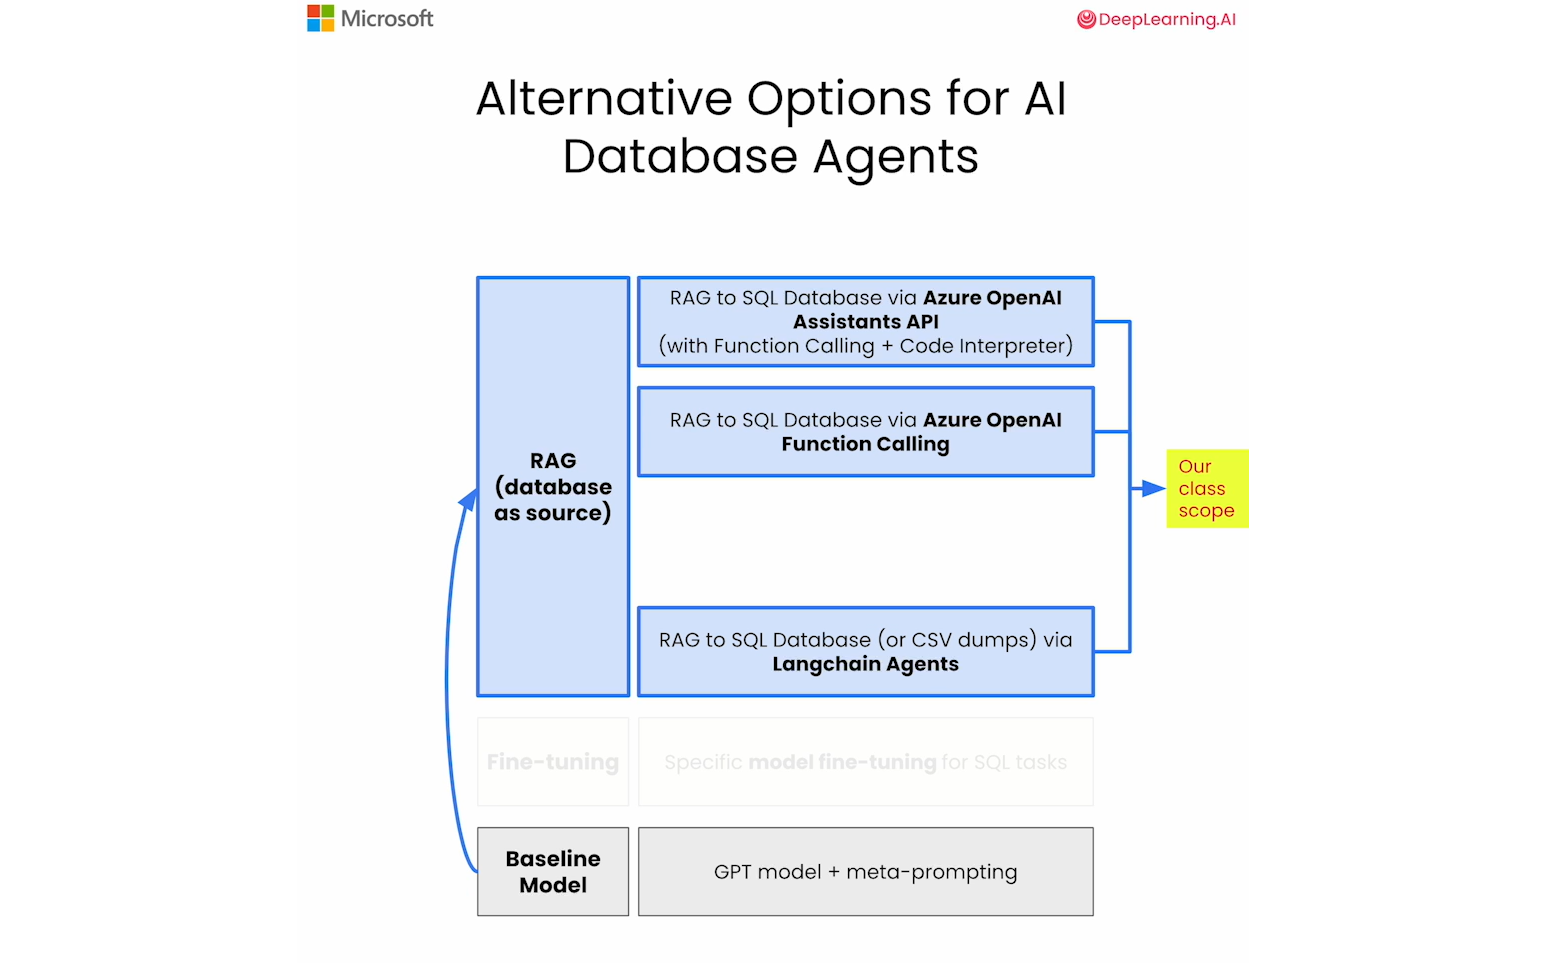 Microsoft
DeepLearning.AI
Alternative Options for AI
Database Agents
RAG
(database
as source)
RAG to SQL Database via Azure OpenAI
Assistants API
(with Function Calling + Code Interpreter)
RAG to SQL Database via Azure OpenAI
Function Calling
RAG to SQL Database (or CSV dumps) via
Langchain Agents
Our
class
scope
Fine-tuning
Specific model fine-tuning for SQL tasks
Baseline
Model
GPT model + meta-prompting